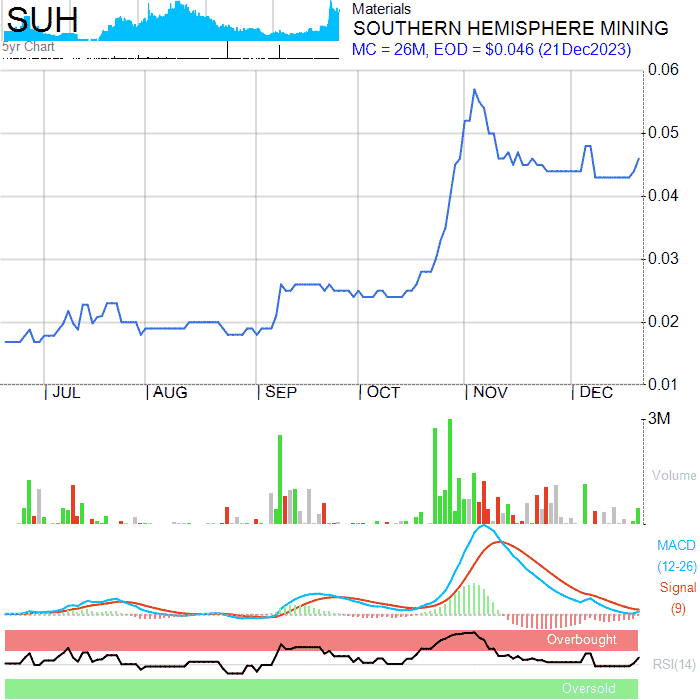 SUH
5yr Chart
Materials
SOUTHERN HEMISPHERE MINING
MC = 26M, EOD = $0.046 (21Dec2023)
0.06
0.05
0.04
0.03
0.02
0.01
JUL AUG SEP OCT NOV DEC
3M
Volume
MACD
(12-26)
Signal
(9)
Overbought
RSI(14)
Oversold